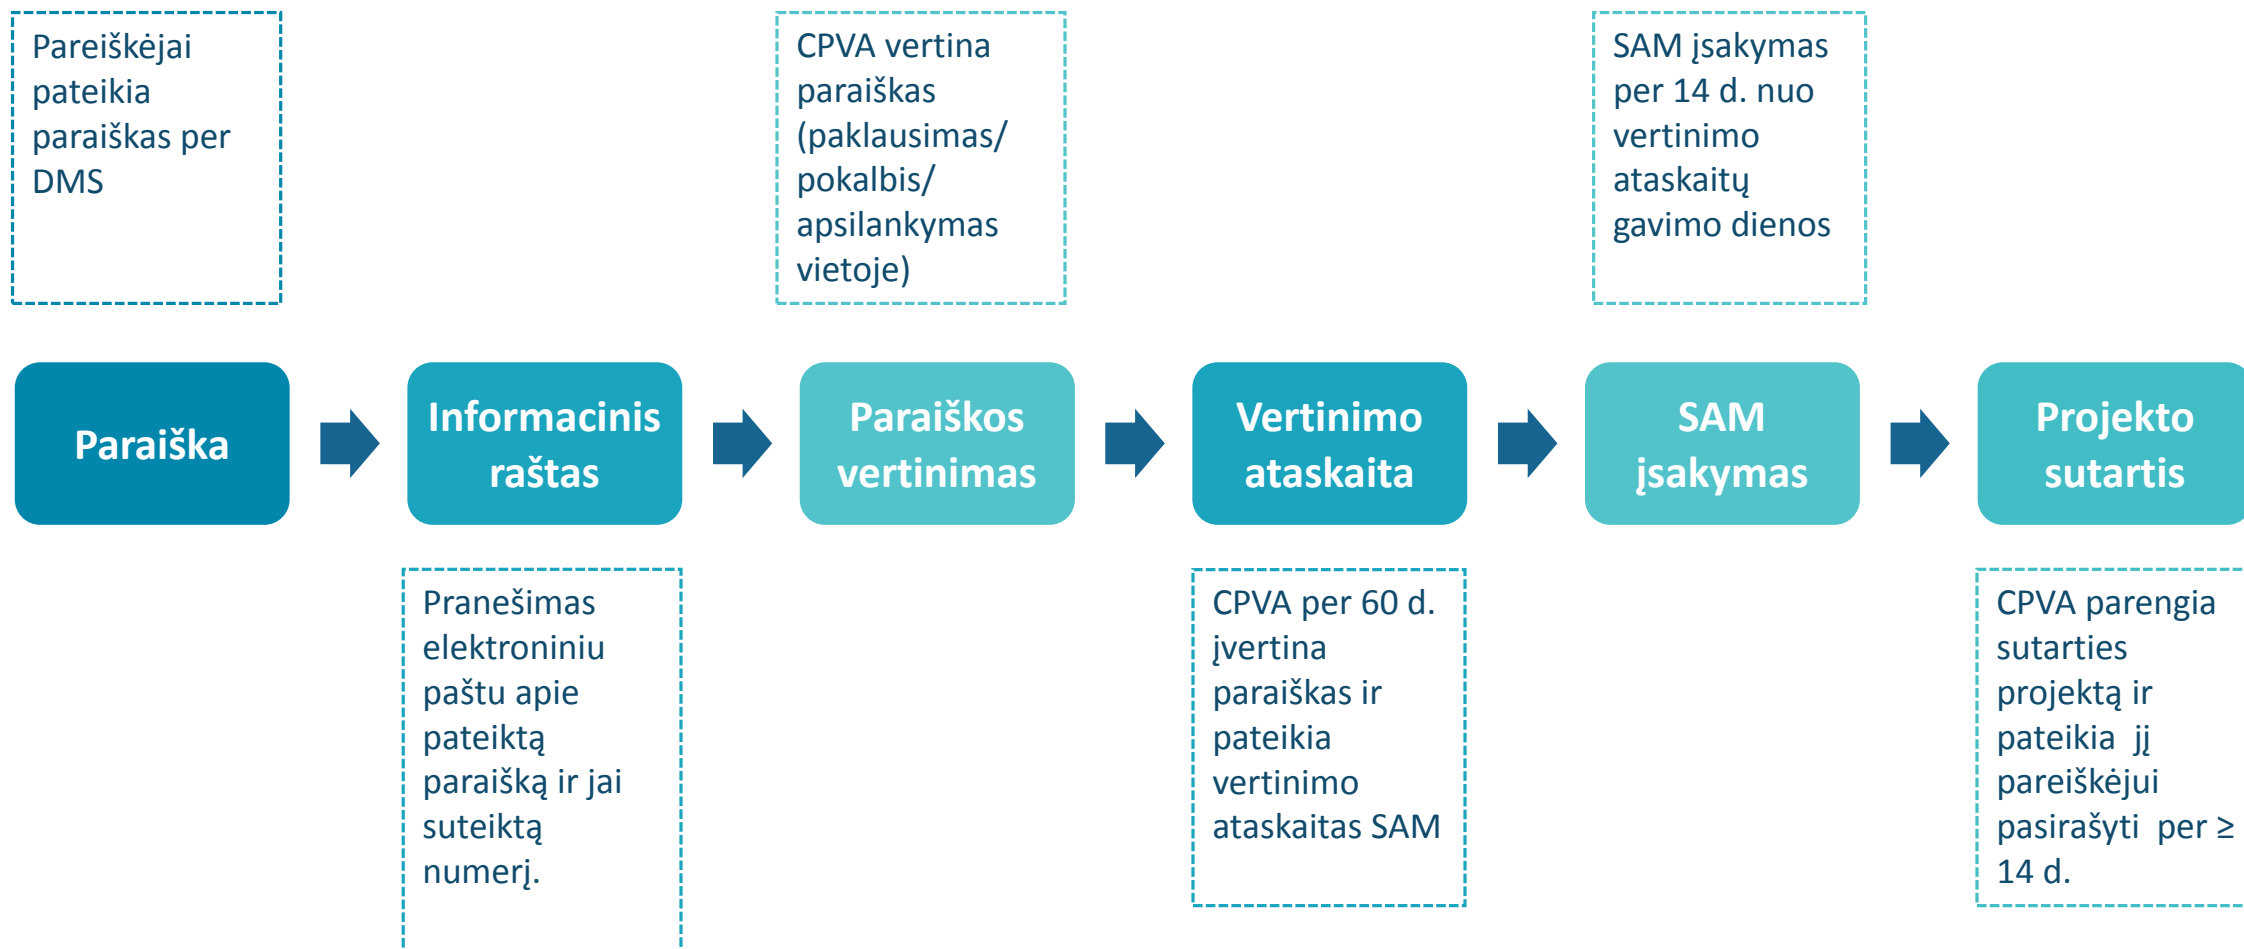 Pareiškėjai
pateikia
paraiškas per
DMS
CPVA vertina
paraiškas
(paklausimas/
pokalbis/
apsilankymas
vietoje)
SAM įsakymas
per 14 d. nuo
vertinimo
ataskaitų
gavimo dienos
Paraiška
Informacinis
raštas
Paraiškos
vertinimas
Vertinimo
ataskaita
SAM
įsakymas
Projekto
sutartis
Pranešimas
elektroniniu
paštu apie
pateiktą
paraišką ir jai
suteiktą
numerį.
CPVA per 60 d.
įvertina
paraiškas ir
pateikia
vertinimo
ataskaitas SAM
CPVA parengia
sutarties
projektą ir
pateikia  jį
pareiškėjui
pasirašyti  per ≥
14 d.